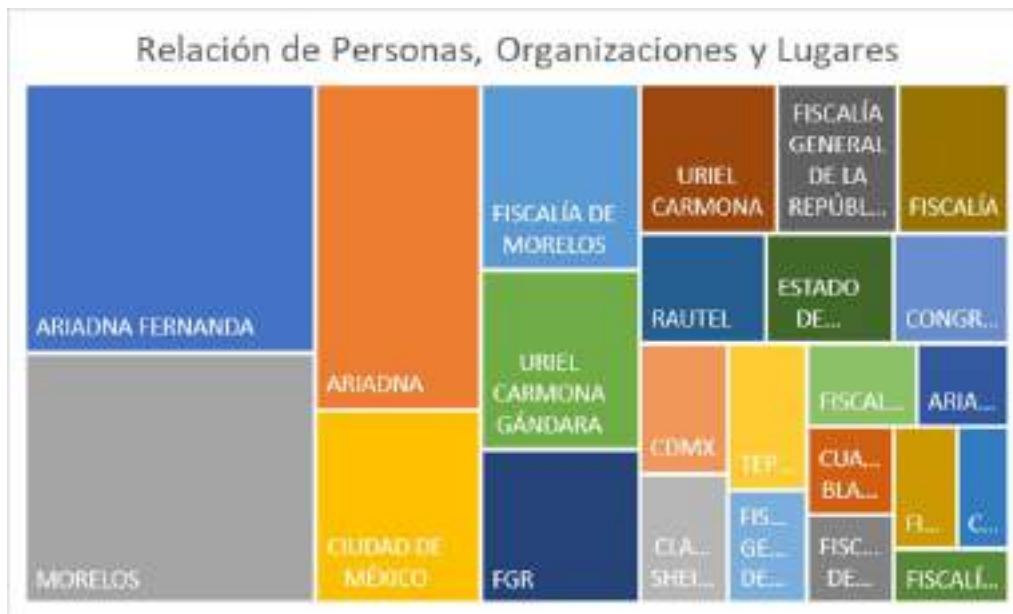 Relación de Personas, Organizaciones y Lugares
ARIADNA FERNANDA
MORELOS
ARIADNA
CIUDAD DE
MÉXICO
FISCALÍA DE
MORELOS
URIEL
CARMONA
GÁNDARA
FGR
URIEL
CARMONA
FISCALÍA
GENERAL
DE LA
REPÚBL...
FISCALÍA
RAUTEL
ESTADO
DE...
CONGR...
CDMX
TEP...
FISCAL...
ARIA...
CUA...
BLA...
FI...
C...
CLA...
SHEI...
FIS...
GE...
DE...
FISC...
DE...
FISCALÍ...